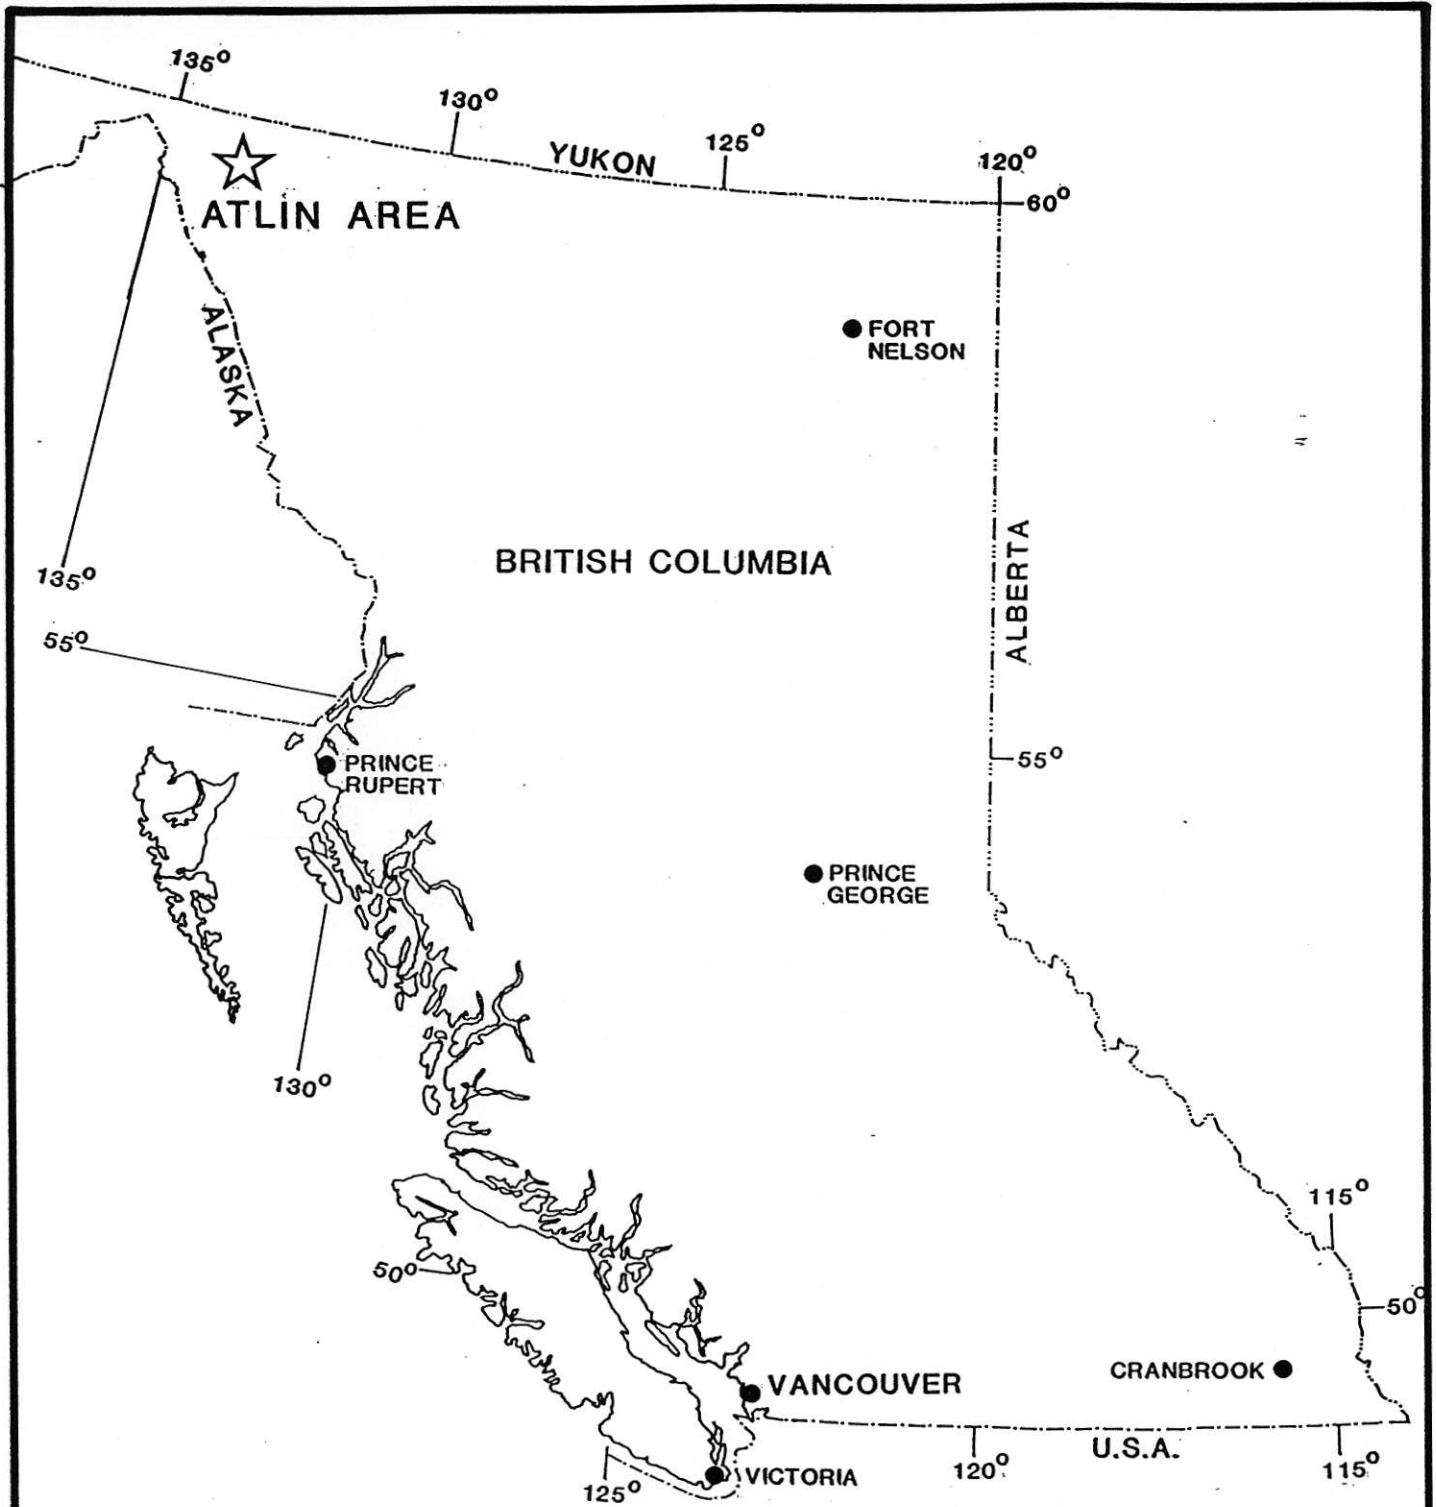 135°
130°
125°
YUKON
120°
60°
ATLIN AREA
ALASKA
FORT
NELSON
BRITISH COLUMBIA
ALBERTA
135°
55°
55°
PRINCE
RUPERT
PRINCE
GEORGE
130°
115°
50°
50°
CRANBROOK
VANCOUVER
U.S.A.
VICTORIA
120°
115°
125°